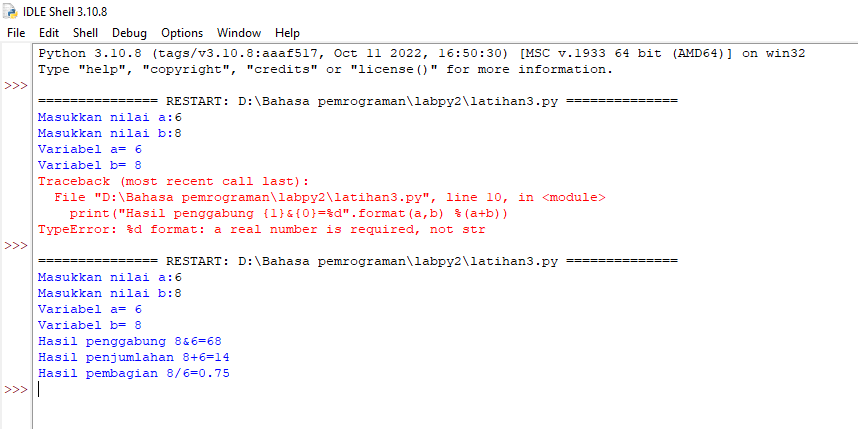 IDLE Shell 3.10.8
File Edit Shell Debug Options Window Help
Python 3.10.8 (tags/v3.10.8:aaaf517, Oct 11 2022, 16:50:30) [MSC v.1933 64 bit (AMD64)] on win32
Type "help", "copyright", "credits" or "license()" for more information.
>>>
=============== RESTART: D:\Bahasa pemrograman\labpy2\latihan3.py ==============
Masukkan nilai a:6
Masukkan nilai b:8
Variabel a= 6
Variabel b= 8
Traceback (most recent call last):
  File "D:\Bahasa pemrograman\labpy2\latihan3.py", line 10, in <module>
    print("Hasil penggabung {1}&{0}=%d".format(a,b) %(a+b))
TypeError: %d format: a real number is required, not str
>>>
=============== RESTART: D:\Bahasa pemrograman\labpy2\latihan3.py ==============
Masukkan nilai a:6
Masukkan nilai b:8
Variabel a= 6
Variabel b= 8
Hasil penggabung 8&6=68
Hasil penjumlahan 8+6=14
Hasil pembagian 8/6=0.75
>>>